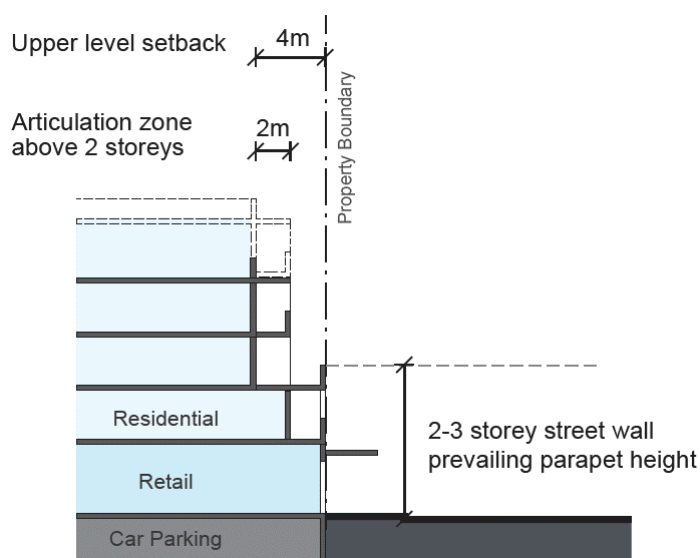 Upper level setback
4m
Articulation zone
above 2 storeys
2m
Property Boundary
Residential
2-3 storey street wall
prevailing parapet height
Retail
Car Parking